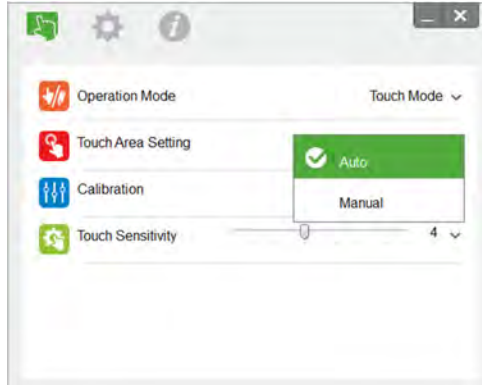 Operation Mode Touch Mode
Touch Area Setting
Auto
Calibration
Manual
Touch Sensitivity 4